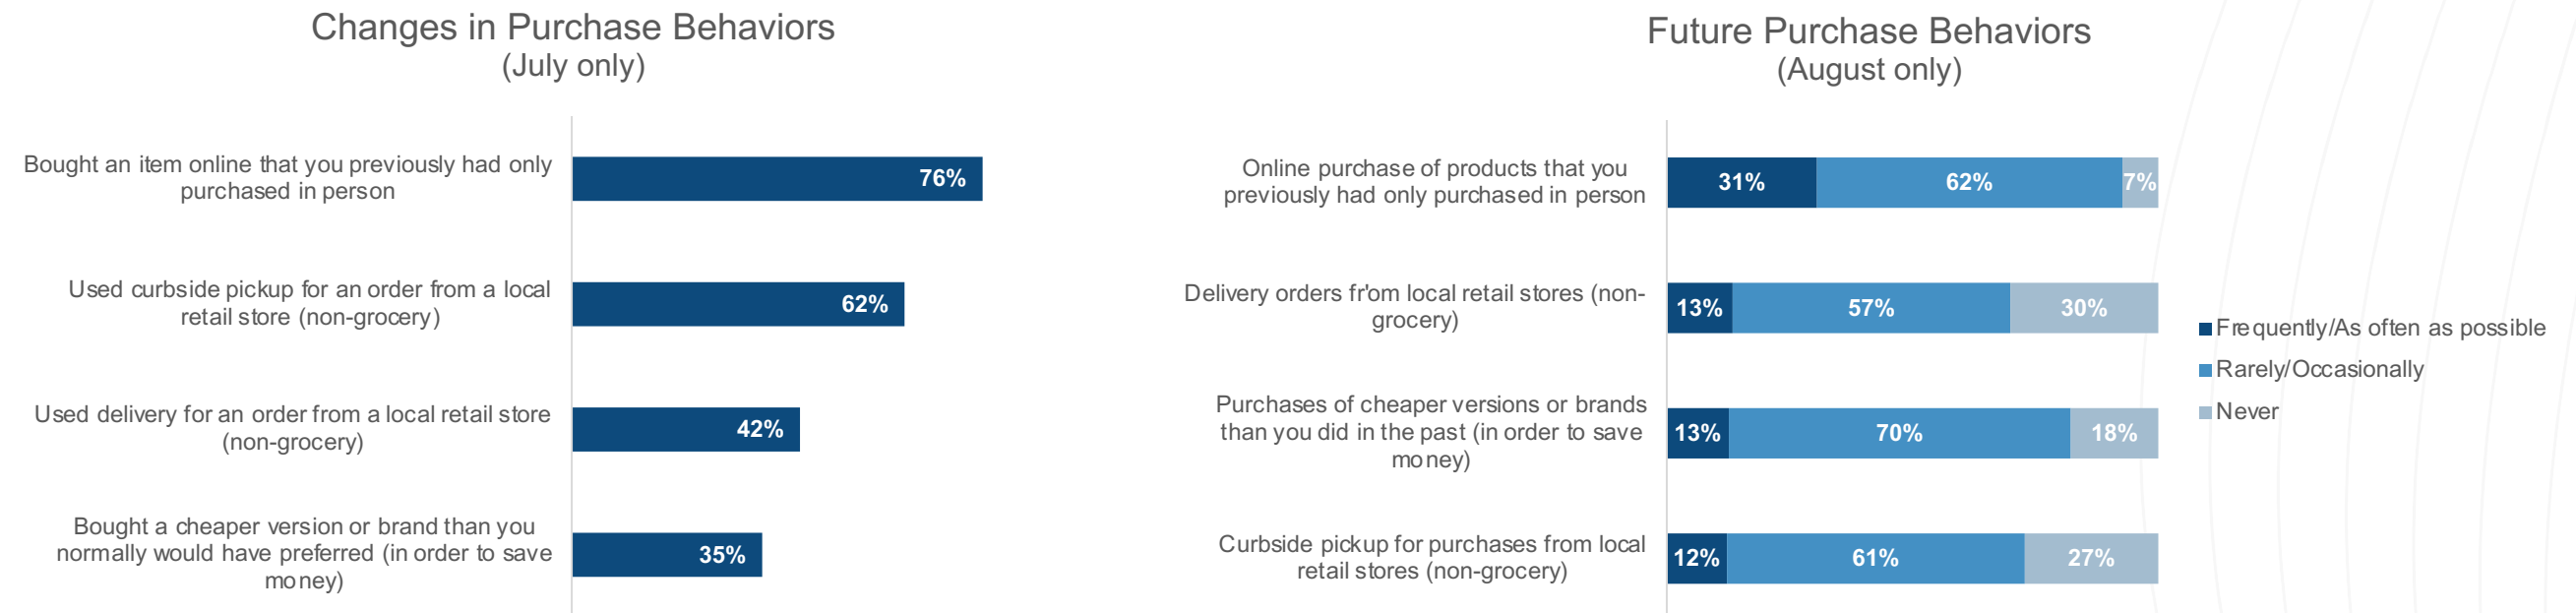 Changes in Purchase Behaviors
(July only)
Bought an item online that you previously had only
purchased in person
76%
Used curbside pickup for an order from a local
retail store (non-grocery)
62%
Used delivery for an order from a local retail store
(non-grocery)
42%
Bought a cheaper version or brand than you
normally would have preferred (in order to save
money)
35%
Future Purchase Behaviors
(August only)
Online purchase of products that you
previously had only purchased in person
31% 62% 7%
Delivery orders fr'om local retail stores (non-
grocery)
13% 57% 30%
Purchases of cheaper versions or brands
than you did in the past (in order to save
money)
13% 70% 18%
Curbside pickup for purchases from local
retail stores (non-grocery)
12% 61% 27%
Frequently/As often as possible
Rarely/Occasionally
Never